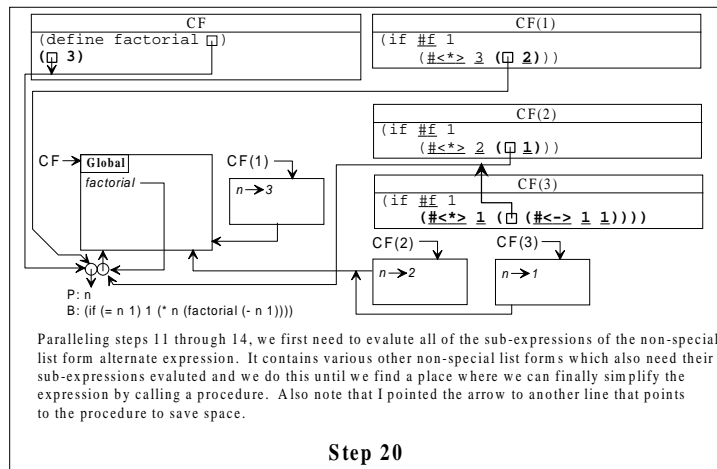 CF
(define factorial )
( 3)
CF(1)
(if #f 1
(#<*> 3 ( 2)))
CF(2)
(if #f 1
(#<*> 2 ( 1)))
CF(3)
(if #f 1
(#<*> 1 ( (#<-> 1 1))))
CF
Global
factorial
CF(1)
n→3
CF(2)
n→2
CF(3)
n→1
P: n
B: (if (= n 1) 1 (* n (factorial (- n 1))))
Paralleling steps 11 through 14, we first need to evalute all of the sub-expressions of the non-special
list form alternate expression. It contains various other non-special list forms which also need their
sub-expressions evaluted and we do this until we find a place where we can finally simplify the
expression by calling a procedure. Also note that I pointed the arrow to another line that points
to the procedure to save space.
Step 20